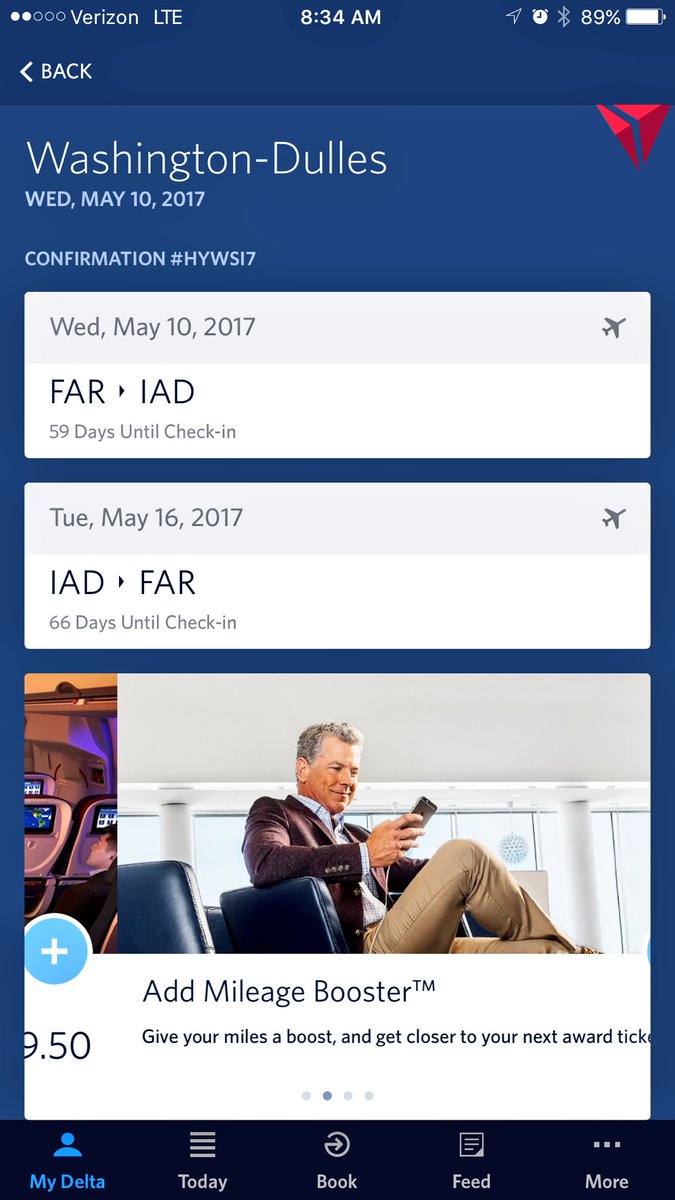 Verizon LTE 8:34 AM 89%
BACK
Washington-Dulles
WED, MAY 10, 2017
CONFIRMATION #HYWSI7
Wed, May 10, 2017
FAR IAD
59 Days Until Check-in
Tue, May 16, 2017
IAD FAR
66 Days Until Check-in
Add Mileage Booster™
9.50
Give your miles a boost, and get closer to your next award
My Delta Today Book Feed More